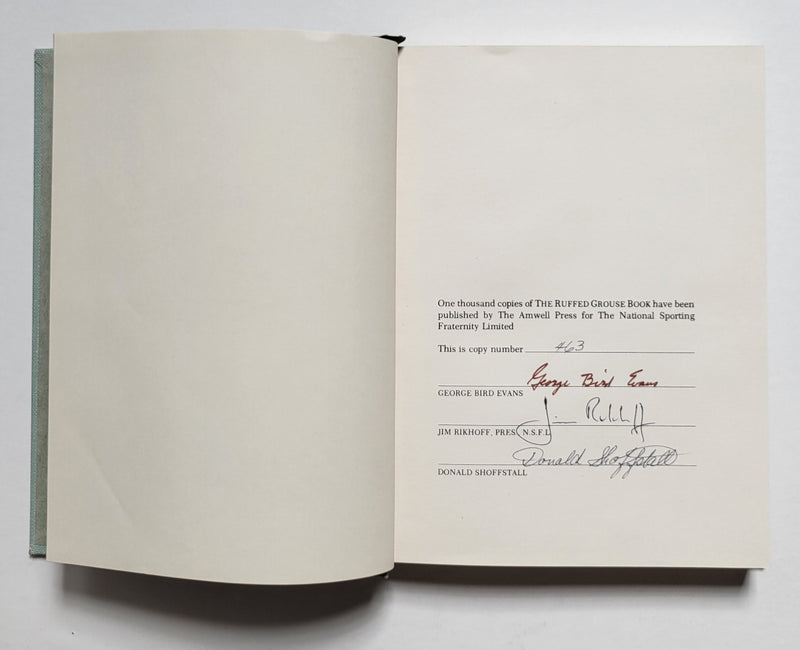 One thousand copies of THE RUFFED GROUSE BOOK have been
published by The Amwell Press for The National Sporting
Fraternity Limited
This is copy number 463
George Bird Evans
GEORGE BIRD EVANS
Jim Rikhoff
JIM RIKHOFF, PRES. N.S.F.L.
Donald Shoffstall
DONALD SHOFFSTALL